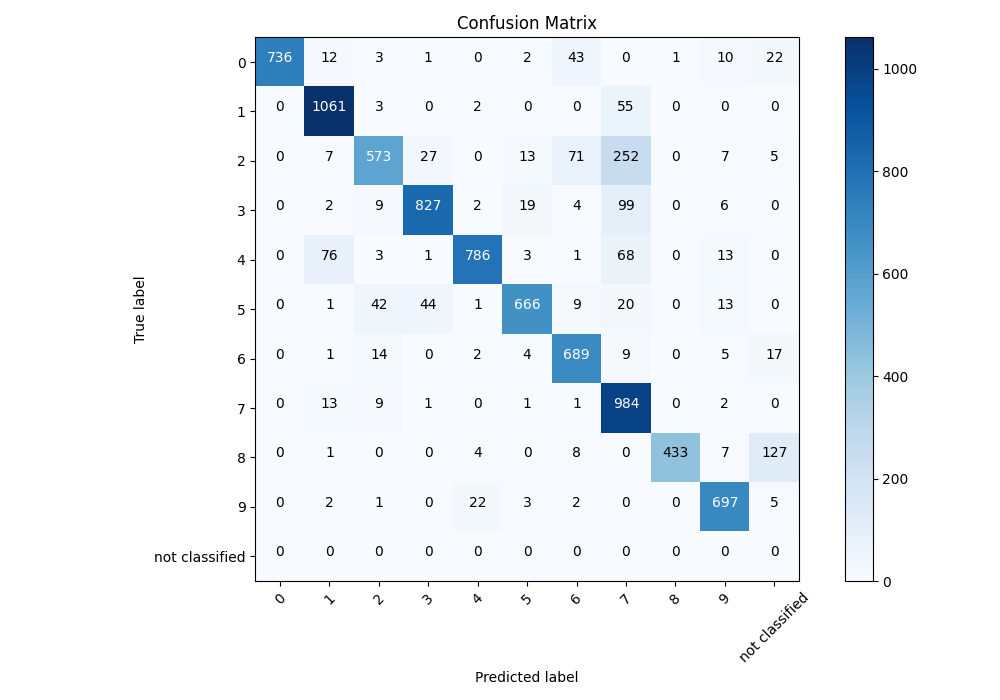 Confusion Matrix
0 736 12 3 1 0 2 43 0 1 10 22
1 0 1061 3 0 2 0 0 55 0 0 0
2 0 7 573 27 0 13 71 252 0 7 5
3 0 2 9 827 2 19 4 99 0 6 0
4 0 76 3 1 786 3 1 68 0 13 0
5 0 1 42 44 1 666 9 20 0 13 0
6 0 1 14 0 2 4 689 9 0 5 17
7 0 13 9 1 0 1 1 984 0 2 0
8 0 1 0 0 4 0 8 0 433 7 127
9 0 2 1 0 22 3 2 0 0 697 5
not classified 0 0 0 0 0 0 0 0 0 0 0
0 1 2 3 4 5 6 7 8 9 not classified
True label
Predicted label
1000
800
600
400
200
0